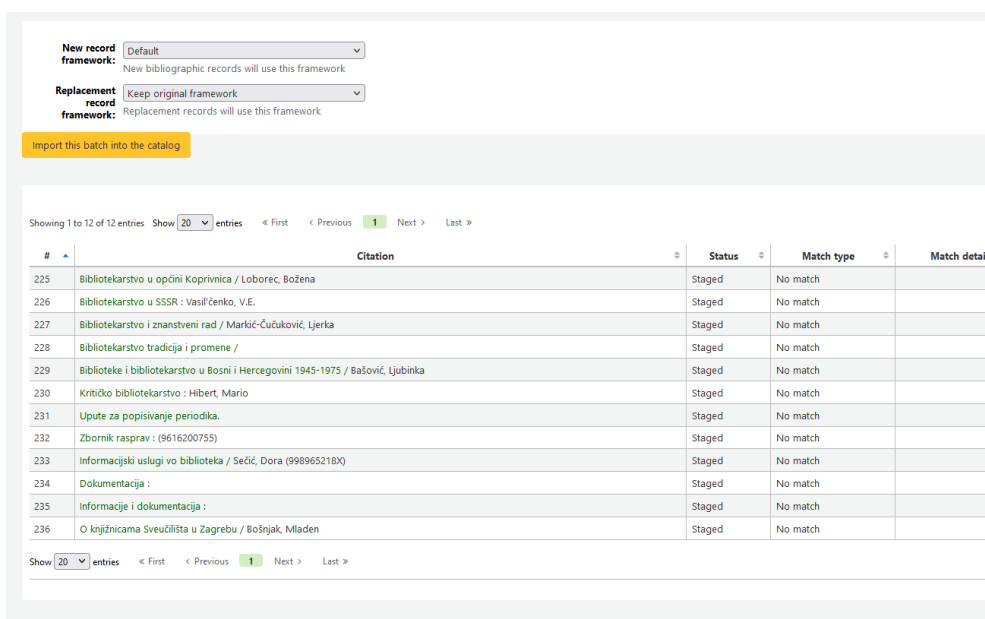 New record framework: Default
New bibliographic records will use this framework
Replacement record framework: Keep original framework
Replacement records will use this framework
Import this batch into the catalog
Showing 1 to 12 of 12 entries Show 20 entries « First ‹ Previous 1 Next › Last »
# Citation Status Match type Match detai
225 Bibliotekarstvo u općini Koprivnica / Loborec, Božena Staged No match
226 Bibliotekarstvo u SSSR : Vasil'čenko, V.E. Staged No match
227 Bibliotekarstvo i znanstveni rad / Markić-Čučuković, Ljerka Staged No match
228 Bibliotekarstvo tradicija i promene / Staged No match
229 Biblioteke i bibliotekarstvo u Bosni i Hercegovini 1945-1975 / Bašović, Ljubinka Staged No match
230 Kritičko bibliotekarstvo : Hibert, Mario Staged No match
231 Upute za popisivanje periodika. Staged No match
232 Zbornik rasprav : (9616200755) Staged No match
233 Informacijski uslugi vo biblioteka / Sečić, Dora (998965218X) Staged No match
234 Dokumentacija : Staged No match
235 Informacije i dokumentacija : Staged No match
236 O knjižnicama Sveučilišta u Zagrebu / Bošnjak, Mladen Staged No match
Show 20 entries « First ‹ Previous 1 Next › Last »